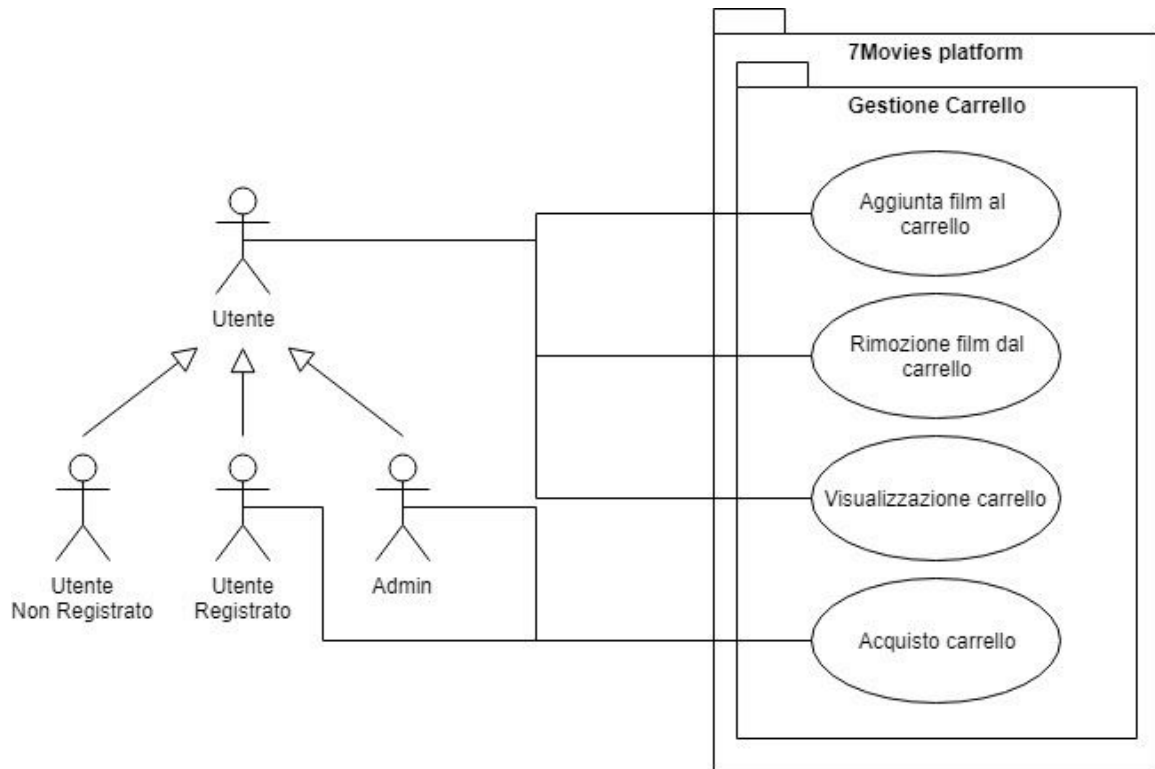 7Movies platform
Gestione Carrello
Aggiunta film al
carrello
Utente
Rimozione film dal
carrello
Visualizzazione carrello
Utente
Non Registrato
Utente
Registrato
Admin
Acquisto carrello